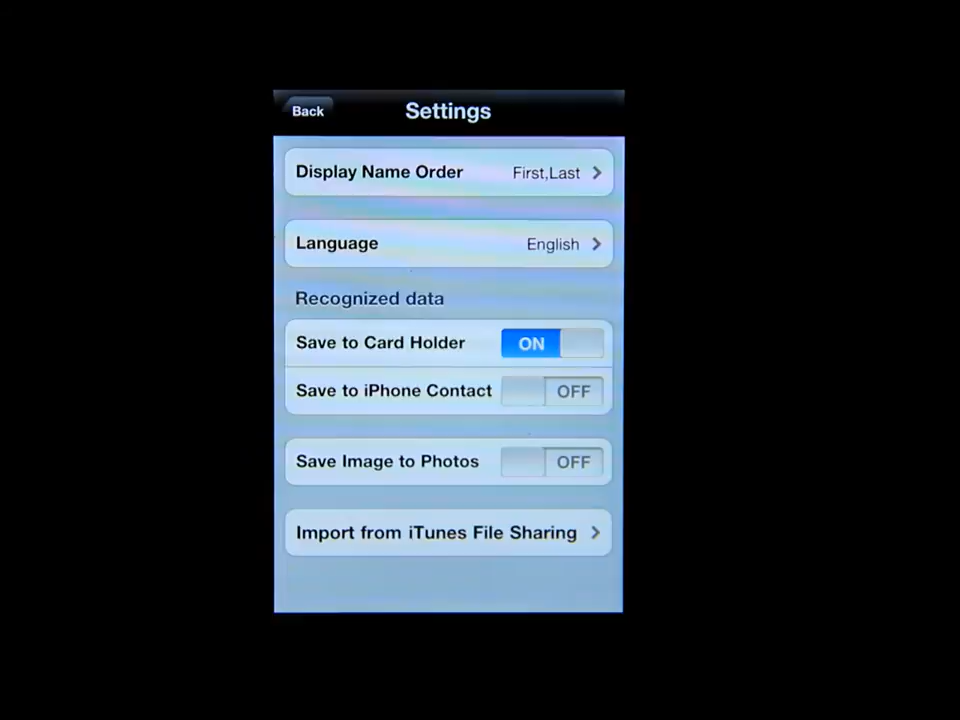 Back
Settings
Display Name Order First,Last
Language English
Recognized data
Save to Card Holder ON
Save to iPhone Contact OFF
Save Image to Photos OFF
Import from iTunes File Sharing